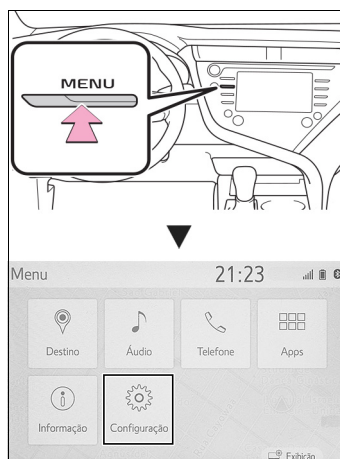 MENU
Menu 21:23
Destino Áudio Telefone Apps
Informação Configuração
Exibição